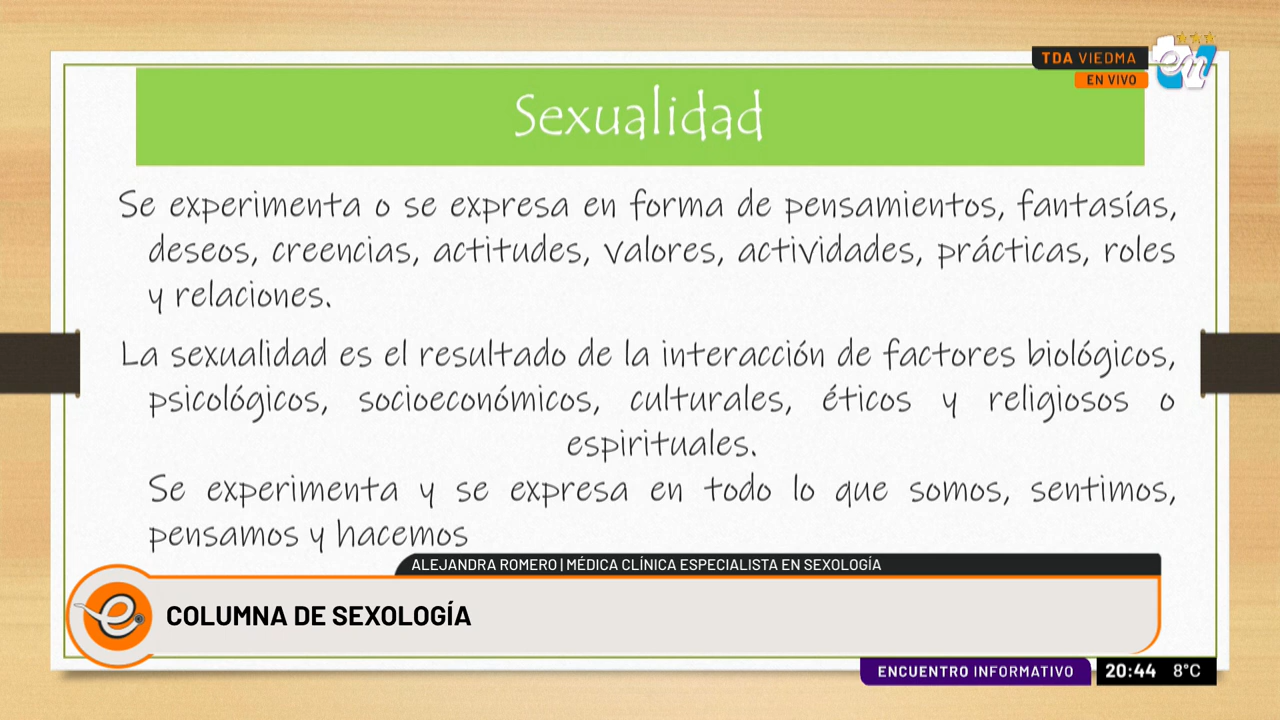 TDA VIEDMA
EN VIVO
em
Sexualidad
Se experimenta o se expresa en forma de pensamientos, fantasías,
deseos, creencias, actitudes, valores, actividades, prácticas, roles
y relaciones.
La sexualidad es el resultado de la interacción de factores biológicos,
psicológicos, socioeconómicos, culturales, éticos y religiosos o
espirituales.
Se experimenta y se expresa en todo lo que somos, sentimos,
pensamos y hacemos
ALEJANDRA ROMERO | MÉDICA CLÍNICA ESPECIALISTA EN SEXOLOGÍA
e
COLUMNA DE SEXOLOGÍA
ENCUENTRO INFORMATIVO
20:44 8°C